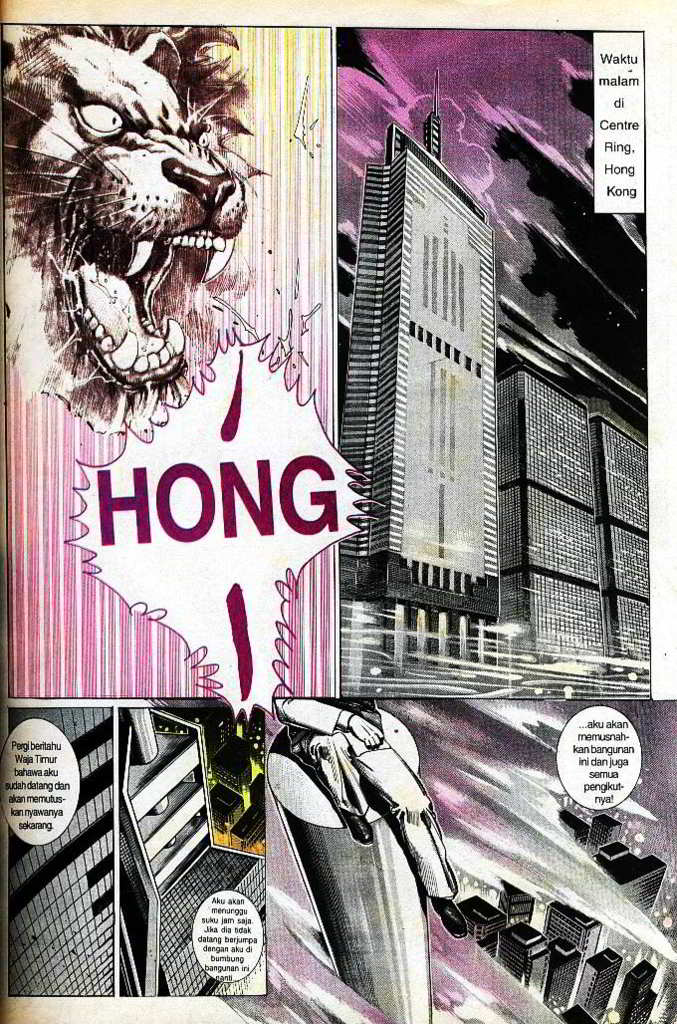 HONG
Waktu
malam
di
Centre
Ring,
Hong
Kong
Pergi beritahu
Waja Timur
bahawa aku
sudah datang dan
akan memutus-
kan nyawanya
sekarang.
Aku akan
menunggu
suku jam saja.
Jika dia tidak
datang berjumpa
dengan aku di
bumbung
bangunan ini
nanti...
...aku akan
memusnah-
kan bangunan
ini dan juga
semua
pengikut-
nya!